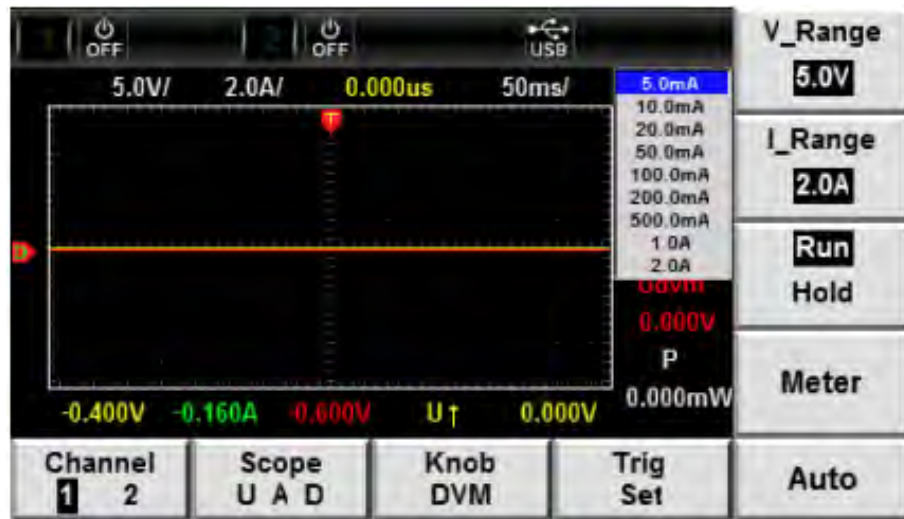 1 OFF 2 OFF USB
5.0V/ 2.0A/ 0.000us 50ms/
T
5.0mA
10.0mA
20.0mA
50.0mA
100.0mA
200.0mA
500.0mA
1.0A
2.0A
Udvm
0.000V
P
0.000mW
-0.400V -0.160A -0.600V U↑ 0.000V
V_Range
5.0V
I_Range
2.0A
Run
Hold
Meter
Auto
Channel
1 2
Scope
U A D
Knob
DVM
Trig
Set